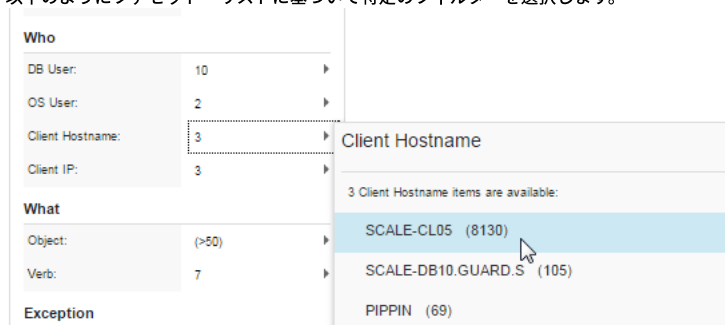 以下のようにファセット・リストに基づいて特定のフィルターを選択します。
Who
DB User: 10
OS User: 2
Client Hostname: 3
Client IP: 3
What
Object: (>50)
Verb: 7
Exception
Client Hostname
3 Client Hostname items are available:
SCALE-CL05 (8130)
SCALE-DB10.GUARD.S (105)
PIPPIN (69)